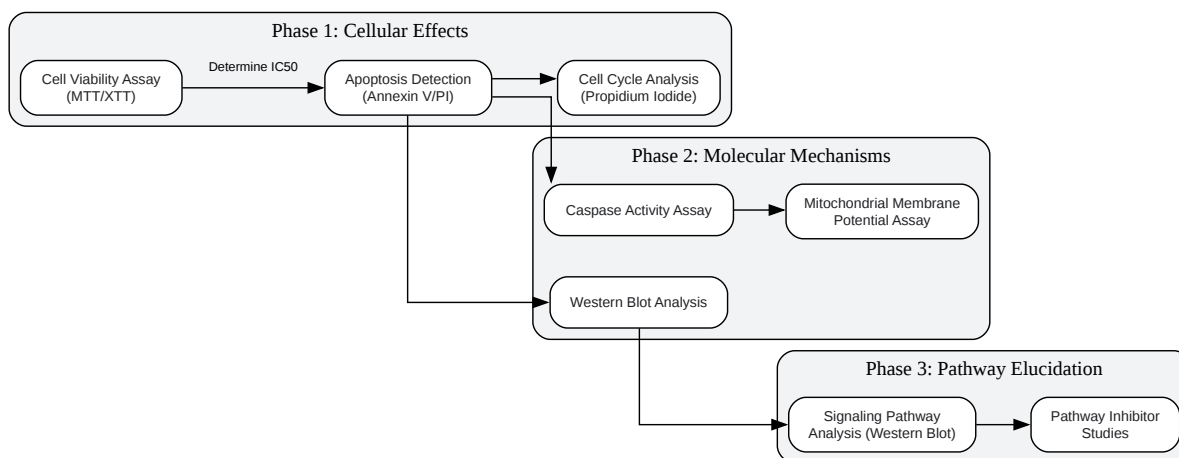 Phase 1: Cellular Effects
Cell Viability Assay
(MTT/XTT)
Determine IC50
Apoptosis Detection
(Annexin V/PI)
Cell Cycle Analysis
(Propidium Iodide)
Phase 2: Molecular Mechanisms
Caspase Activity Assay
Mitochondrial Membrane
Potential Assay
Western Blot Analysis
Phase 3: Pathway Elucidation
Signaling Pathway
Analysis (Western Blot)
Pathway Inhibitor
Studies